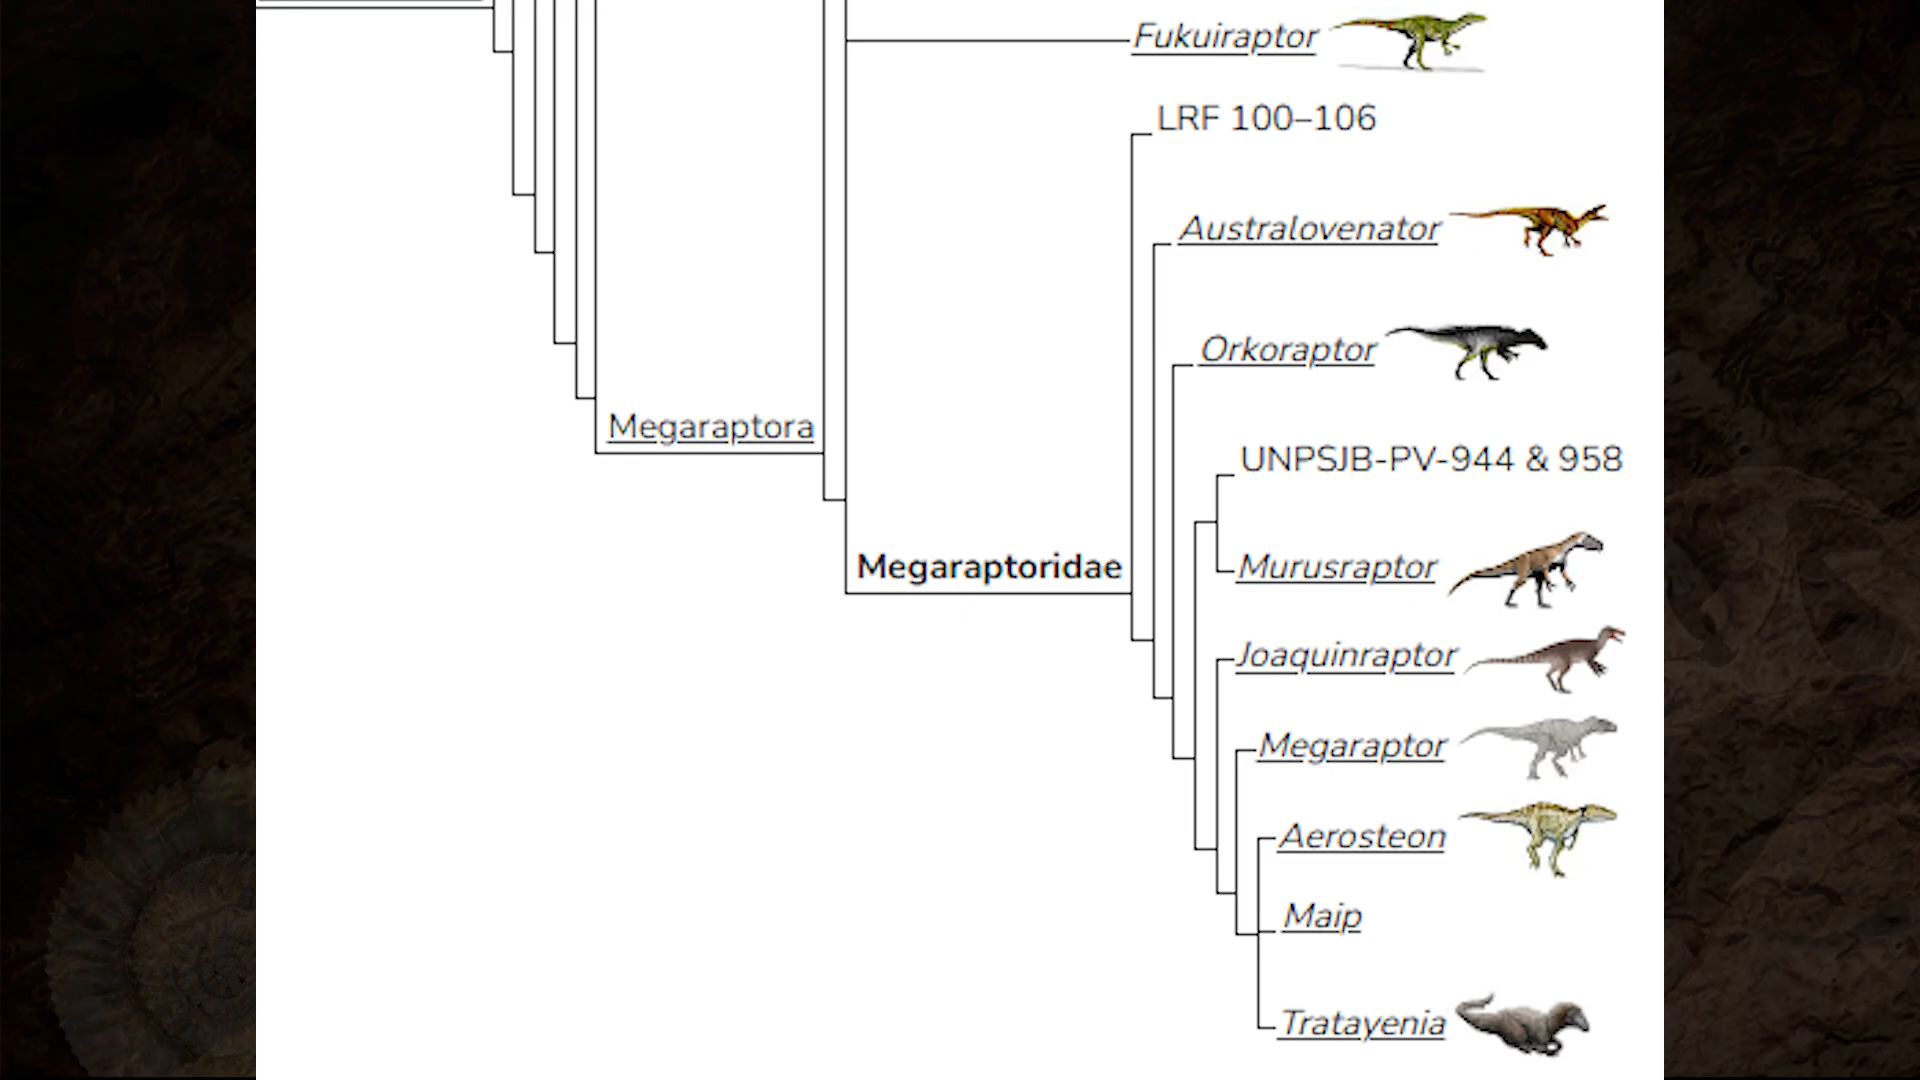 Fukuiraptor
LRF 100–106
Australovenator
Orkoraptor
Megaraptora
UNPSJB-PV-944 & 958
Megaraptoridae
Murusraptor
Joaquinraptor
Megaraptor
Aerosteon
Maip
Tratayenia